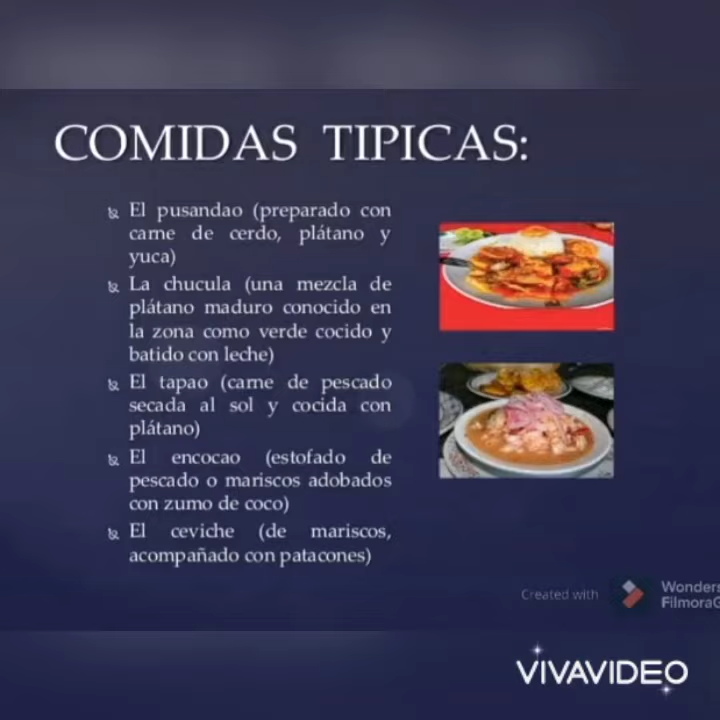 COMIDAS TIPICAS:
El pusandao (preparado con
carne de cerdo, plátano y
yuca)
La chucula (una mezcla de
plátano maduro conocido en
la zona como verde cocido y
batido con leche)
El tapao (carne de pescado
secada al sol y cocida con
plátano)
El encocao (estofado de
pescado o mariscos adobados
con zumo de coco)
El ceviche (de mariscos,
acompañado con patacones)
Created with
Wonders
FilmoraG
VIVAVIDEO